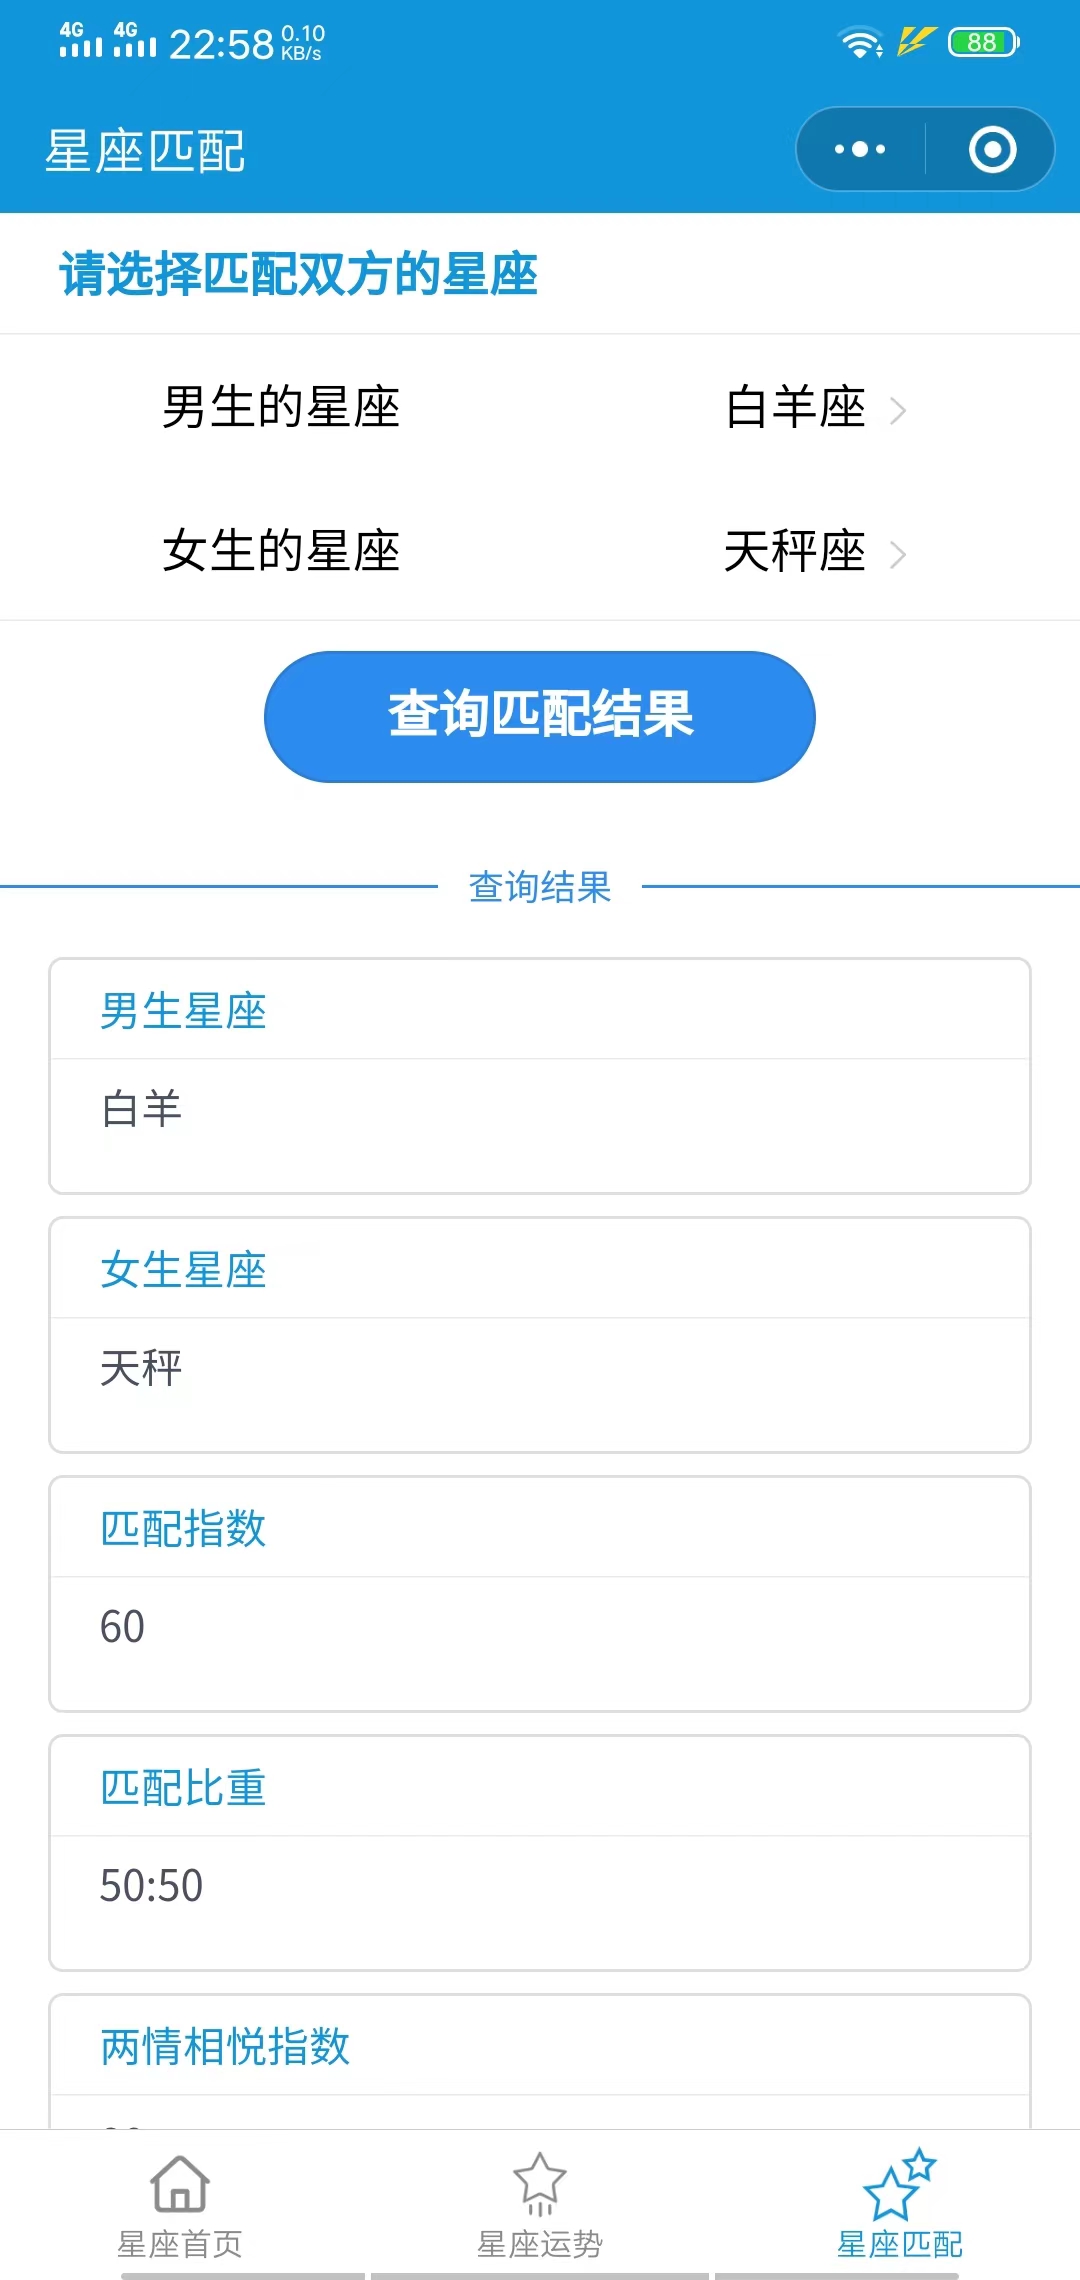 4G 4G 22:58 0.10 KB/s 88
星座匹配
请选择匹配双方的星座
男生的星座 白羊座
女生的星座 天秤座
查询匹配结果
查询结果
男生星座
白羊
女生星座
天秤
匹配指数
60
匹配比重
50:50
两情相悦指数
星座首页 星座运势 星座匹配